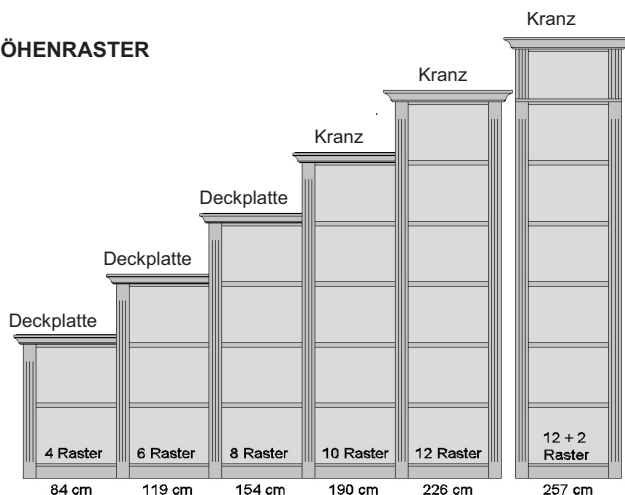 ÖHENRASTER
Kranz
Kranz
Kranz
Deckplatte
Deckplatte
Deckplatte
4 Raster
6 Raster
8 Raster
10 Raster
12 Raster
12 + 2
Raster
84 cm
119 cm
154 cm
190 cm
226 cm
257 cm